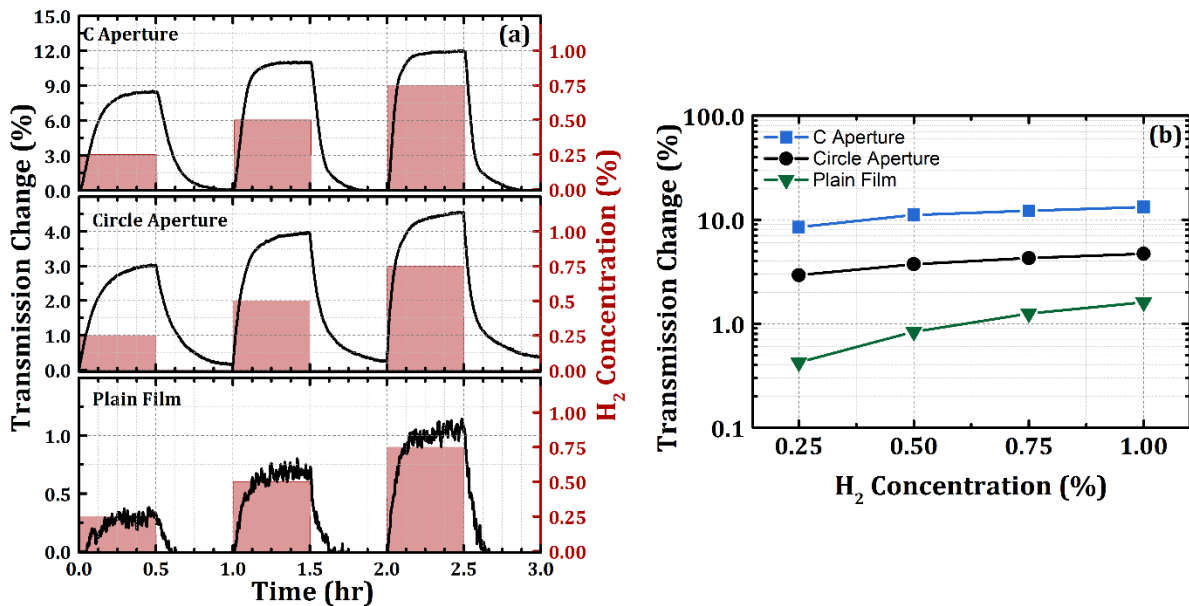 (a)
C Aperture
15.0
12.0
9.0
6.0
3.0
0.0
1.00
0.75
0.50
0.25
0.00
Circle Aperture
4.0
3.0
2.0
1.0
0.0
1.00
0.75
0.50
0.25
0.00
Plain Film
1.0
0.5
0.0
1.00
0.75
0.50
0.25
0.00
Transmission Change (%)
H₂ Concentration (%)
0.0 0.5 1.0 1.5 2.0 2.5 3.0
Time (hr)
(b)
C Aperture
Circle Aperture
Plain Film
100.0
10.0
1.0
0.1
Transmission Change (%)
0.25 0.50 0.75 1.00
H₂ Concentration (%)